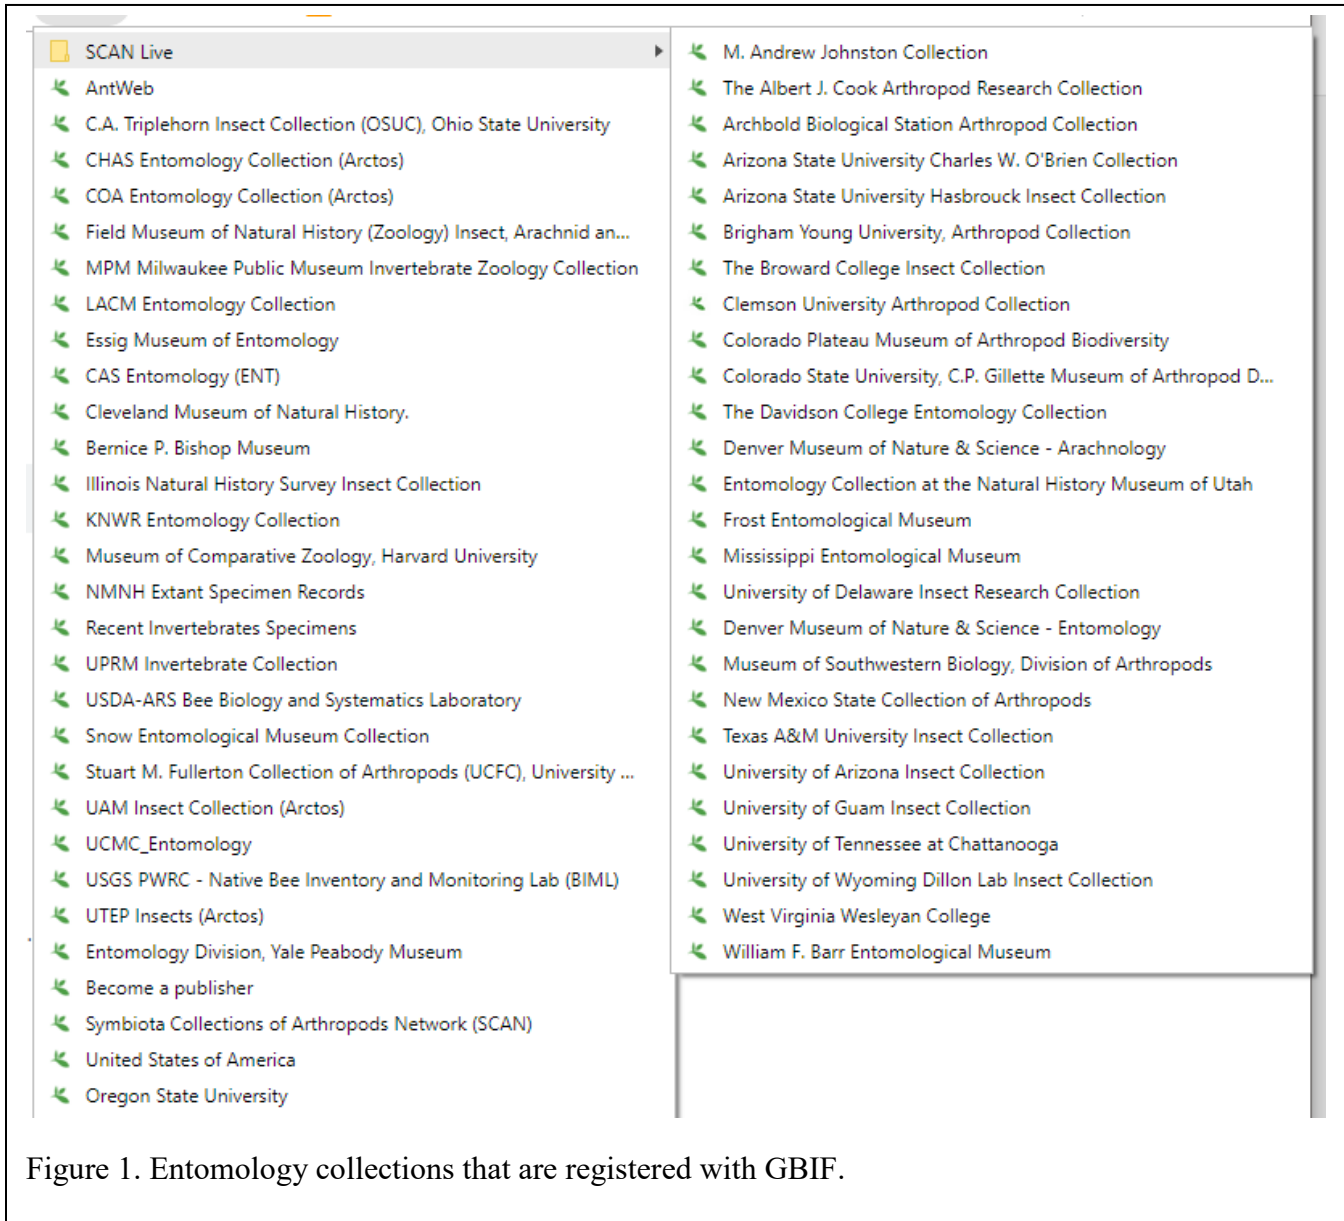 SCAN Live
AntWeb
C.A. Triplehorn Insect Collection (OSUC), Ohio State University
CHAS Entomology Collection (Arctos)
COA Entomology Collection (Arctos)
Field Museum of Natural History (Zoology) Insect, Arachnid an...
MPM Milwaukee Public Museum Invertebrate Zoology Collection
LACM Entomology Collection
Essig Museum of Entomology
CAS Entomology (ENT)
Cleveland Museum of Natural History.
Bernice P. Bishop Museum
Illinois Natural History Survey Insect Collection
KNWR Entomology Collection
Museum of Comparative Zoology, Harvard University
NMNH Extant Specimen Records
Recent Invertebrates Specimens
UPRM Invertebrate Collection
USDA-ARS Bee Biology and Systematics Laboratory
Snow Entomological Museum Collection
Stuart M. Fullerton Collection of Arthropods (UCFC), University ...
UAM Insect Collection (Arctos)
UCMC_Entomology
USGS PWRC - Native Bee Inventory and Monitoring Lab (BIML)
UTEP Insects (Arctos)
Entomology Division, Yale Peabody Museum
Become a publisher
Symbiota Collections of Arthropods Network (SCAN)
United States of America
Oregon State University
M. Andrew Johnston Collection
The Albert J. Cook Arthropod Research Collection
Archbold Biological Station Arthropod Collection
Arizona State University Charles W. O'Brien Collection
Arizona State University Hasbrouck Insect Collection
Brigham Young University, Arthropod Collection
The Broward College Insect Collection
Clemson University Arthropod Collection
Colorado Plateau Museum of Arthropod Biodiversity
Colorado State University, C.P. Gillette Museum of Arthropod D...
The Davidson College Entomology Collection
Denver Museum of Nature & Science - Arachnology
Entomology Collection at the Natural History Museum of Utah
Frost Entomological Museum
Mississippi Entomological Museum
University of Delaware Insect Research Collection
Denver Museum of Nature & Science - Entomology
Museum of Southwestern Biology, Division of Arthropods
New Mexico State Collection of Arthropods
Texas A&M University Insect Collection
University of Arizona Insect Collection
University of Guam Insect Collection
University of Tennessee at Chattanooga
University of Wyoming Dillon Lab Insect Collection
West Virginia Wesleyan College
William F. Barr Entomological Museum
Figure 1. Entomology collections that are registered with GBIF.